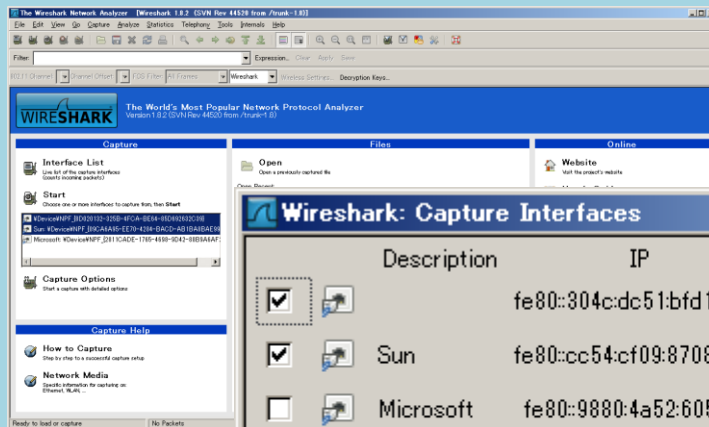 The Wireshark Network Analyzer [Wireshark 1.8.2 (SVN Rev 44520 from /trunk-1.8)]
File Edit View Go Capture Analyze Statistics Telephony Tools Internals Help
Filter: Expression... Clear Apply Save
802.11 Channel: Channel Offset: FCS Filter: All Frames Wireshark Wireless Settings... Decryption Keys...
WIRESHARK
The World's Most Popular Network Protocol Analyzer
Version 1.8.2 (SVN Rev 44520 from /trunk-1.8)
Capture
Interface List
Live list of the capture interfaces
(counts incoming packets)
Start
Choose one or more interfaces to capture from, then Start
Sun
Microsoft
Capture Options
Start a capture with detailed options
Capture Help
How to Capture
Step by step to a successful capture setup
Network Media
Specific information for capturing on:
Ethernet, WLAN, ...
Files
Open
Open a previously captured file
Open Recent
Online
Website
Visit the project's website
Wireshark: Capture Interfaces
Description IP
fe80::304c:dc51:bfd1
Sun fe80::cc54:cf09:8708
Microsoft fe80::9880:4a52:605
Ready to load or capture No Packets